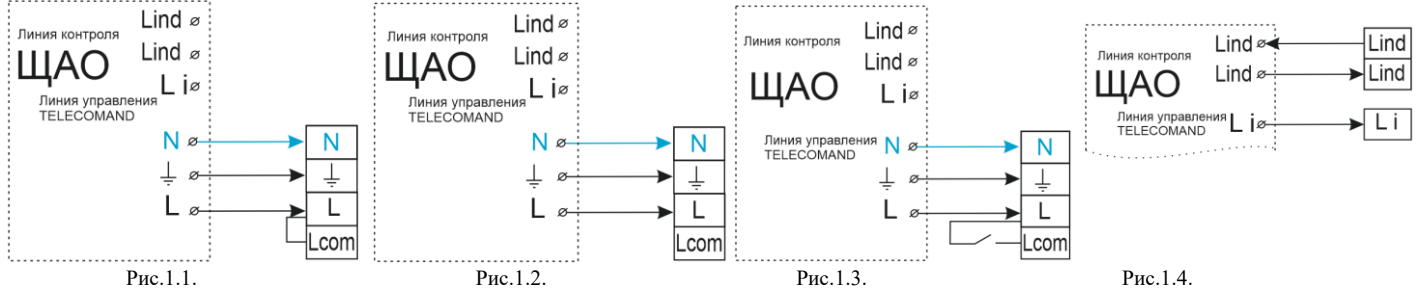 Lind ⌀
Линия контроля
Lind ⌀
ЩАО
L i⌀
Линия управления
TELECOMAND
N ⌀ N
⏚ ⌀ ⏚
L ⌀ L
Lcom
Рис.1.1.
Lind ⌀
Линия контроля
Lind ⌀
ЩАО
L i⌀
Линия управления
TELECOMAND
N ⌀ N
⏚ ⌀ ⏚
L ⌀ L
Lcom
Рис.1.2.
Lind ⌀
Линия контроля
Lind ⌀
ЩАО
L i⌀
Линия управления
TELECOMAND
N ⌀ N
⏚ ⌀ ⏚
L ⌀ L
Lcom
Рис.1.3.
Lind ⌀ Lind
Линия контроля
Lind ⌀ Lind
ЩАО
Линия управления
TELECOMAND
L i⌀ L i
Рис.1.4.